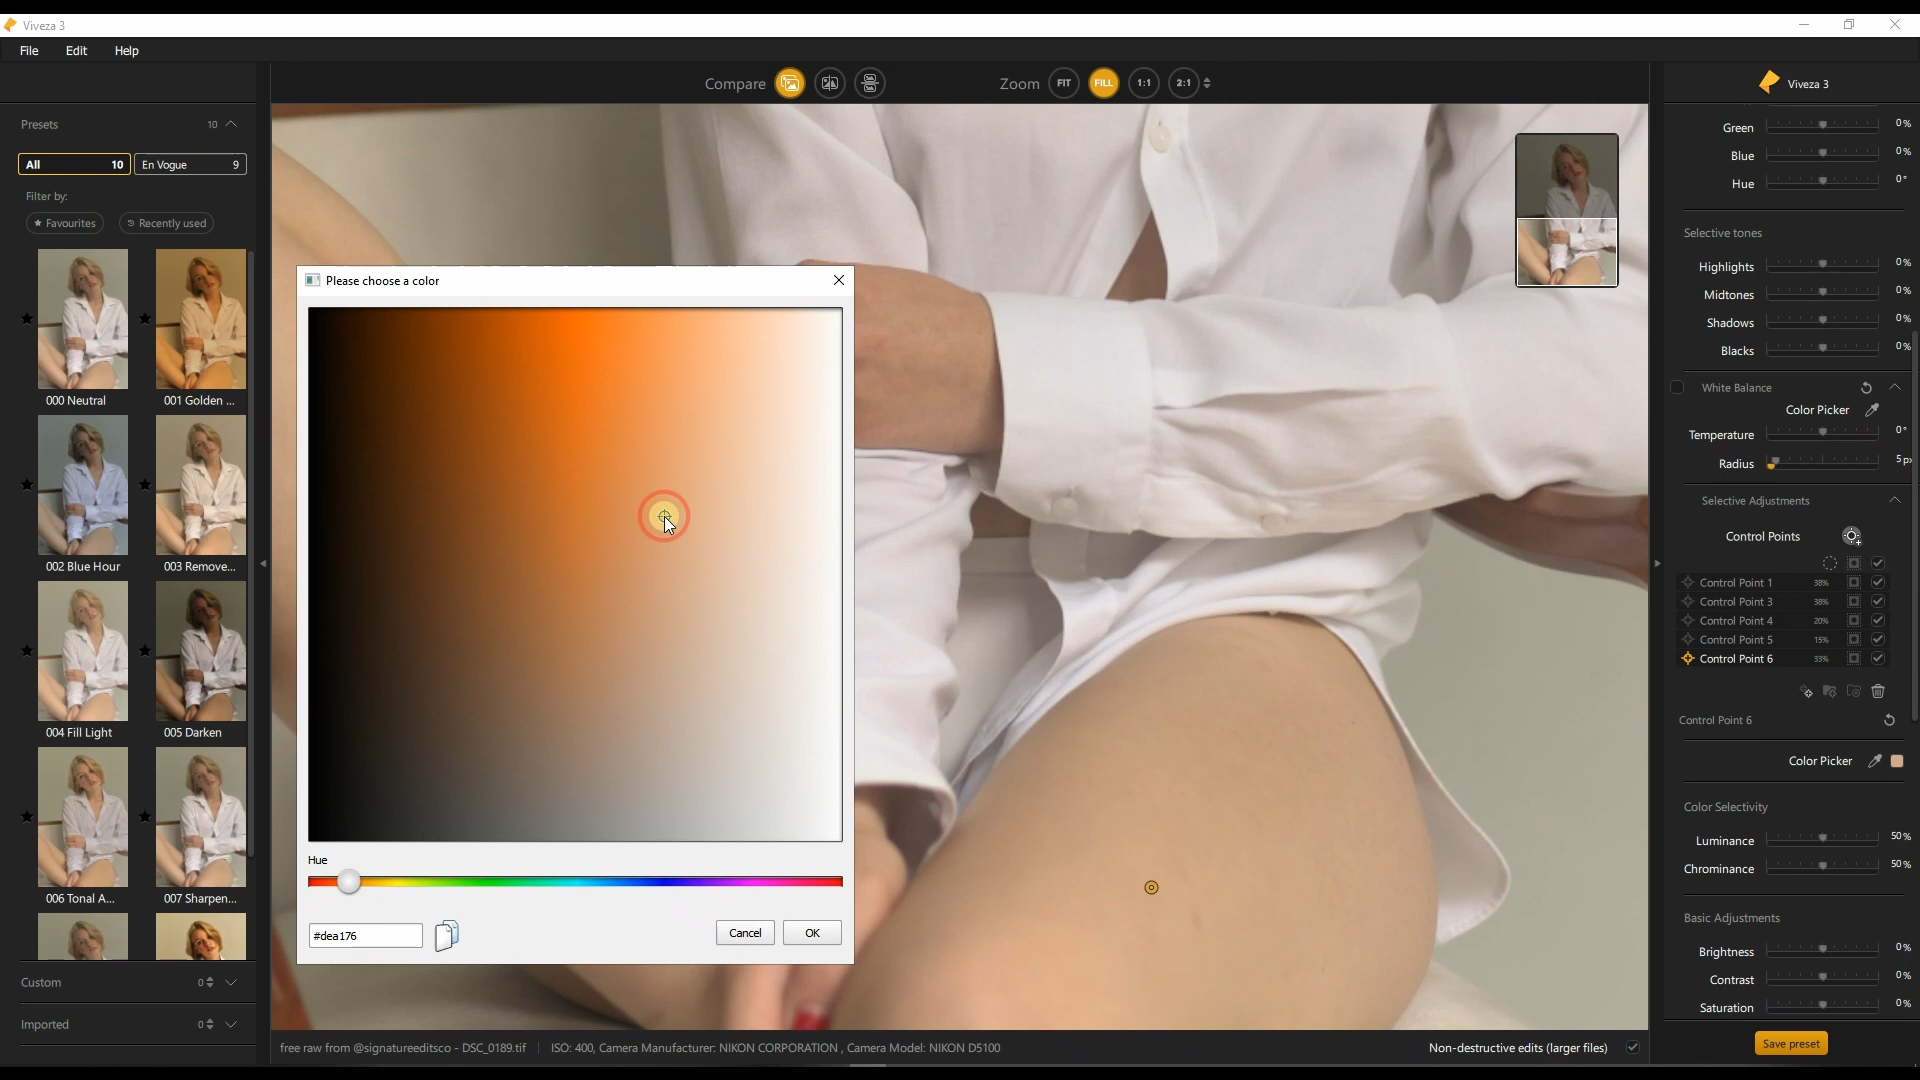 Viveza 3
File Edit Help
Compare Zoom FIT FILL 1:1 2:1
Viveza 3
Presets 10
All 10 En Vogue 9
Filter by:
★ Favourites Recently used
000 Neutral 001 Golden ...
002 Blue Hour 003 Remove...
004 Fill Light 005 Darken
006 Tonal A... 007 Sharpen...
Custom 0
Imported 0
Please choose a color
Hue
#dea176
Cancel OK
Green 0%
Blue 0%
Hue 0°
Selective tones
Highlights 0%
Midtones 0%
Shadows 0%
Blacks 0%
White Balance
Color Picker
Temperature 0°
Radius 5px
Selective Adjustments
Control Points
Control Point 1 38%
Control Point 3 38%
Control Point 4 20%
Control Point 5 15%
Control Point 6 33%
Control Point 6
Color Picker
Color Selectivity
Luminance 50%
Chrominance 50%
Basic Adjustments
Brightness 0%
Contrast 0%
Saturation 0%
Save preset
free raw from @signatureeditsco - DSC_0189.tif ISO: 400, Camera Manufacturer: NIKON CORPORATION , Camera Model: NIKON D5100 Non-destructive edits (larger files)